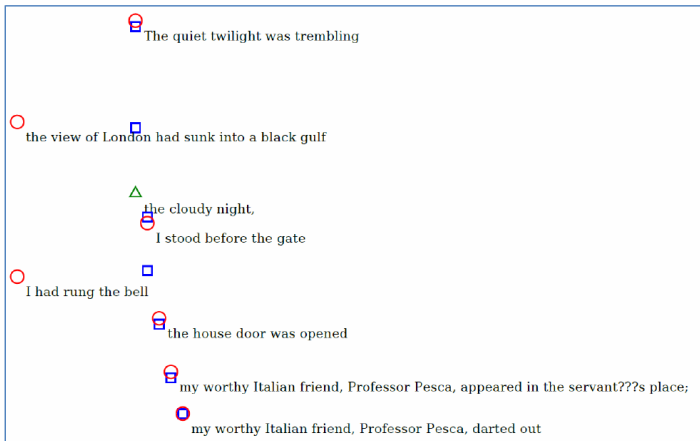 The quiet twilight was trembling
the view of London had sunk into a black gulf
the cloudy night,
I stood before the gate
I had rung the bell
the house door was opened
my worthy Italian friend, Professor Pesca, appeared in the servant???s place;
my worthy Italian friend, Professor Pesca, darted out